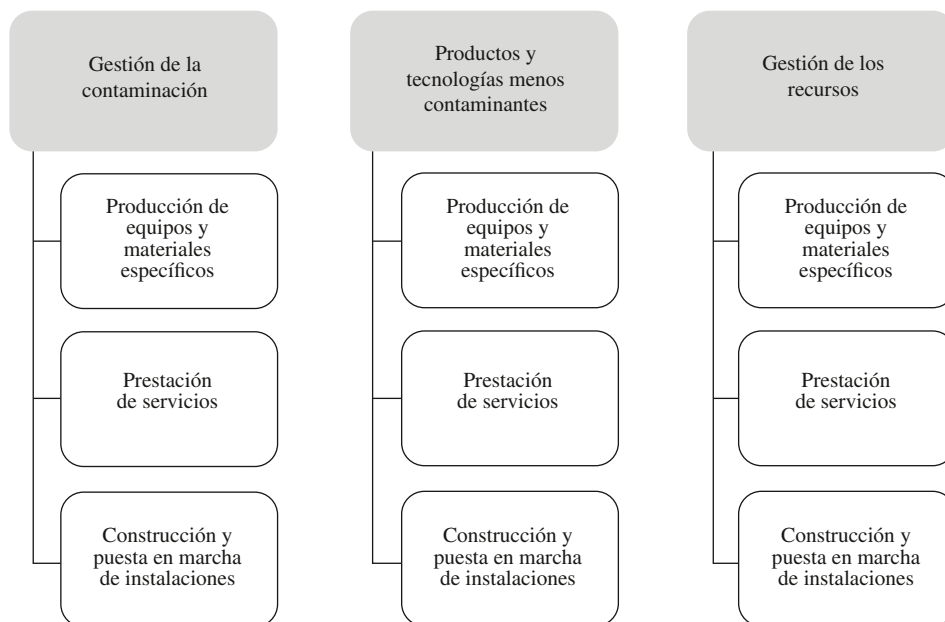 Gestión de la
contaminación
Producción de
equipos y
materiales
específicos
Prestación
de servicios
Construcción y
puesta en marcha
de instalaciones
Productos y
tecnologías menos
contaminantes
Producción de
equipos y
materiales
específicos
Prestación
de servicios
Construcción y
puesta en marcha
de instalaciones
Gestión de los
recursos
Producción de
equipos y
materiales
específicos
Prestación
de servicios
Construcción y
puesta en marcha
de instalaciones